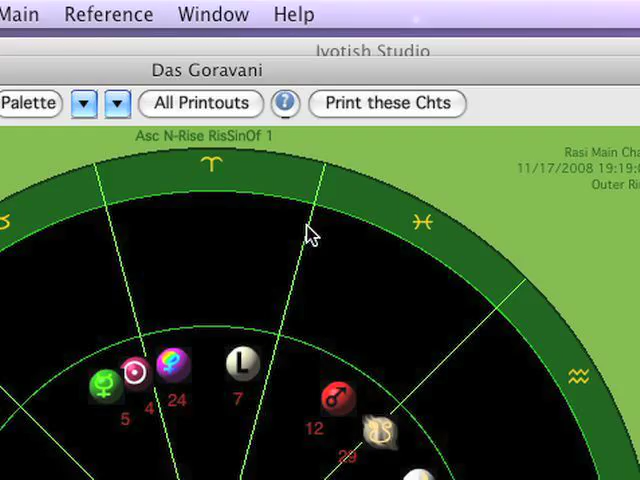 Main Reference Window Help
Jyotish Studio
Das Goravani
Palette All Printouts ? Print these Chts
Asc N-Rise RisSinOf 1
Rasi Main Cha
11/17/2008 19:19:0
Outer Ri
L
5 4 24 7
12
29